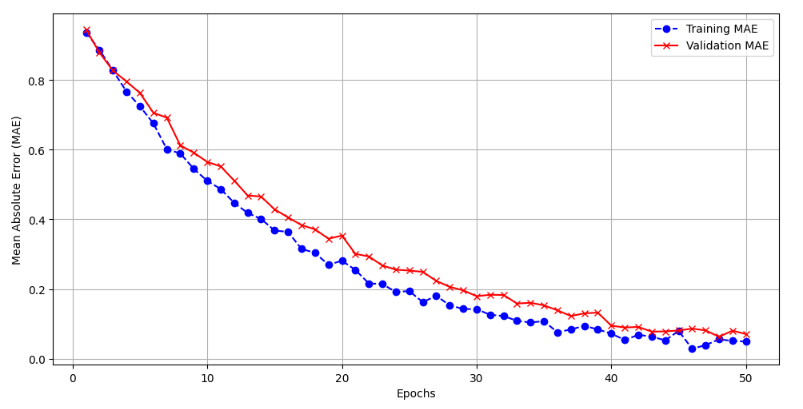 Training MAE
Validation MAE
Mean Absolute Error (MAE)
0.8
0.6
0.4
0.2
0.0
0 10 20 30 40 50
Epochs